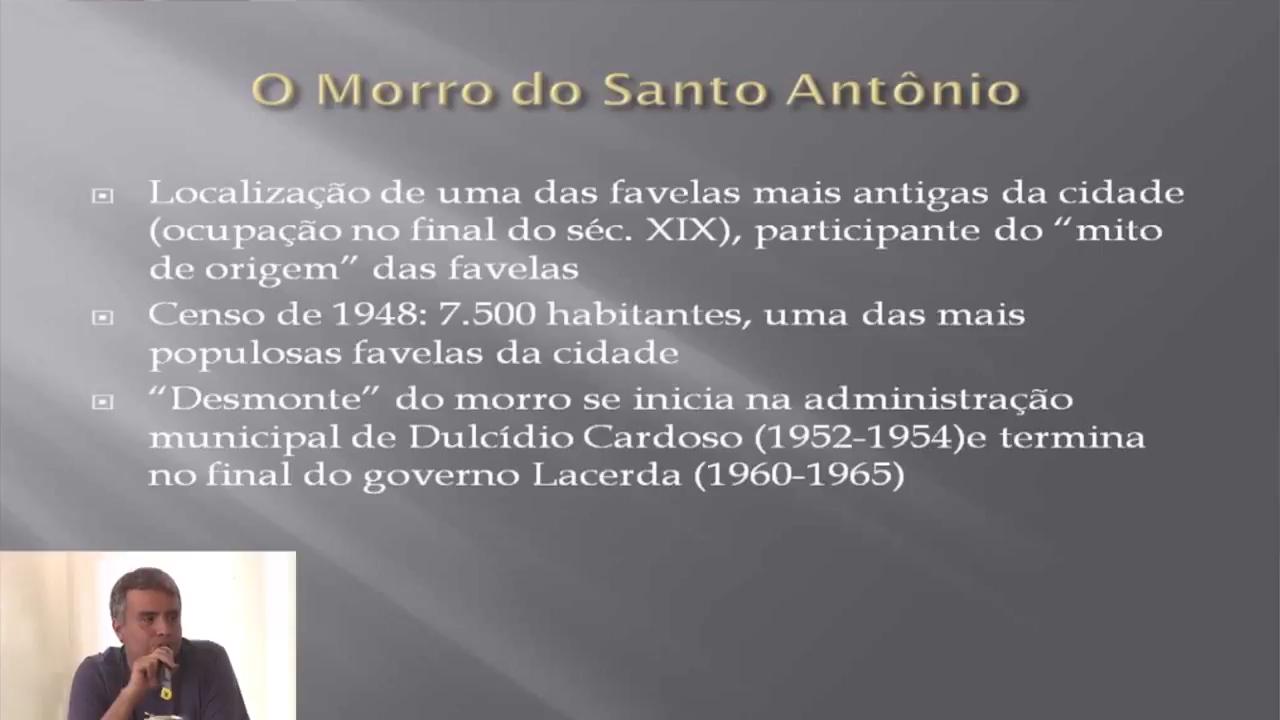 O Morro do Santo Antônio
Localização de uma das favelas mais antigas da cidade
(ocupação no final do séc. XIX), participante do “mito
de origem” das favelas
Censo de 1948: 7.500 habitantes, uma das mais
populosas favelas da cidade
“Desmonte” do morro se inicia na administração
municipal de Dulcídio Cardoso (1952-1954)e termina
no final do governo Lacerda (1960-1965)